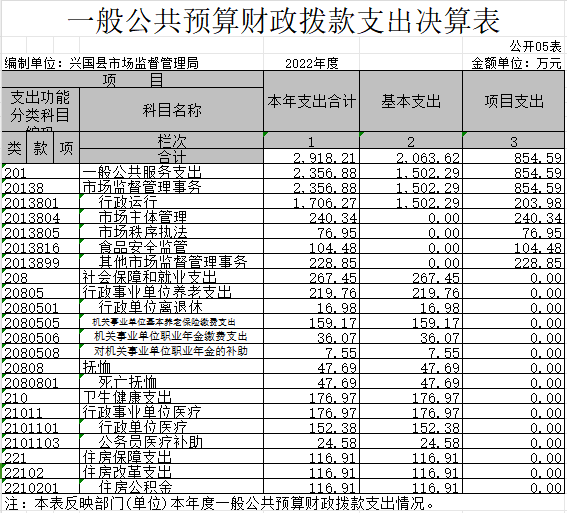 一般公共预算财政拨款支出决算表
公开05表
编制单位：兴国县市场监督管理局 2022年度 金额单位：万元
项 目 本年支出合计 基本支出 项目支出
支出功能分类科目 科目名称
类 款 项 栏次 1 2 3
合计 2,918.21 2,063.62 854.59
201 一般公共服务支出 2,356.88 1,502.29 854.59
20138 市场监督管理事务 2,356.88 1,502.29 854.59
2013801 行政运行 1,706.27 1,502.29 203.98
2013804 市场主体管理 240.34 0.00 240.34
2013805 市场秩序执法 76.95 0.00 76.95
2013816 食品安全监管 104.48 0.00 104.48
2013899 其他市场监督管理事务 228.85 0.00 228.85
208 社会保障和就业支出 267.45 267.45 0.00
20805 行政事业单位养老支出 219.76 219.76 0.00
2080501 行政单位离退休 16.98 16.98 0.00
2080505 机关事业单位基本养老保险缴费支出 159.17 159.17 0.00
2080506 机关事业单位职业年金缴费支出 36.07 36.07 0.00
2080508 对机关事业单位职业年金的补助 7.55 7.55 0.00
20808 抚恤 47.69 47.69 0.00
2080801 死亡抚恤 47.69 47.69 0.00
210 卫生健康支出 176.97 176.97 0.00
21011 行政事业单位医疗 176.97 176.97 0.00
2101101 行政单位医疗 152.38 152.38 0.00
2101103 公务员医疗补助 24.58 24.58 0.00
221 住房保障支出 116.91 116.91 0.00
22102 住房改革支出 116.91 116.91 0.00
2210201 住房公积金 116.91 116.91 0.00
注：本表反映部门(单位)本年度一般公共预算财政拨款支出情况。